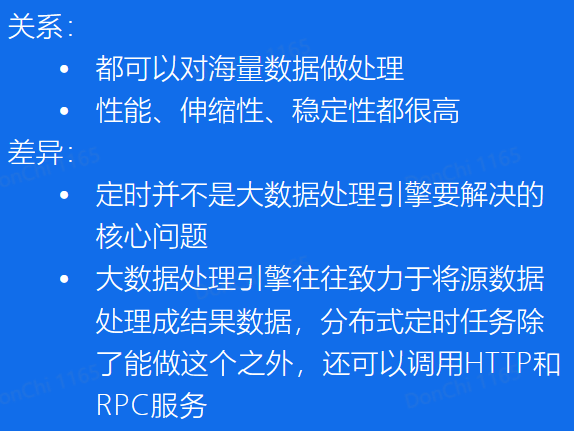 关系：
• 都可以对海量数据做处理
• 性能、伸缩性、稳定性都很高
差异：
• 定时并不是大数据处理引擎要解决的
核心问题
• 大数据处理引擎往往致力于将源数据
处理成结果数据，分布式定时任务除
了能做这个之外，还可以调用HTTP和
RPC服务
DonChi 1165